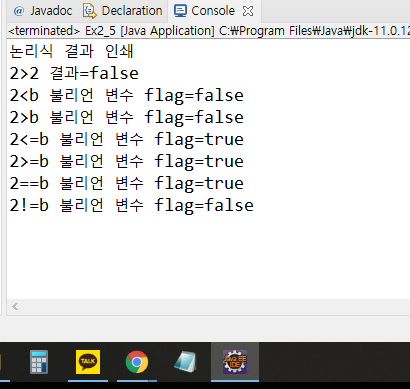 @ Javadoc Declaration Console
<terminated> Ex2_5 [Java Application] C:₩Program Files₩Java₩jdk-11.0.12
논리식 결과 인쇄
2>2 결과=false
2<b 불리언 변수 flag=false
2>b 불리언 변수 flag=false
2<=b 불리언 변수 flag=true
2>=b 불리언 변수 flag=true
2==b 불리언 변수 flag=true
2!=b 불리언 변수 flag=false
TALK
Java EE
IDE